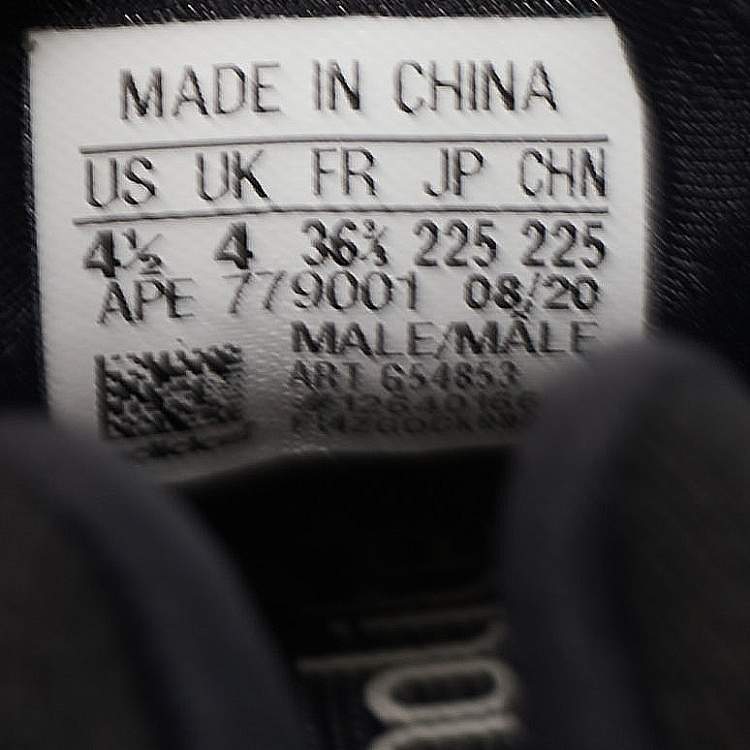 MADE IN CHINA
US UK FR JP CHN
4½ 4 36⅔ 225 225
APE 779001 08/20
MALE/MÂLE
ART G54853